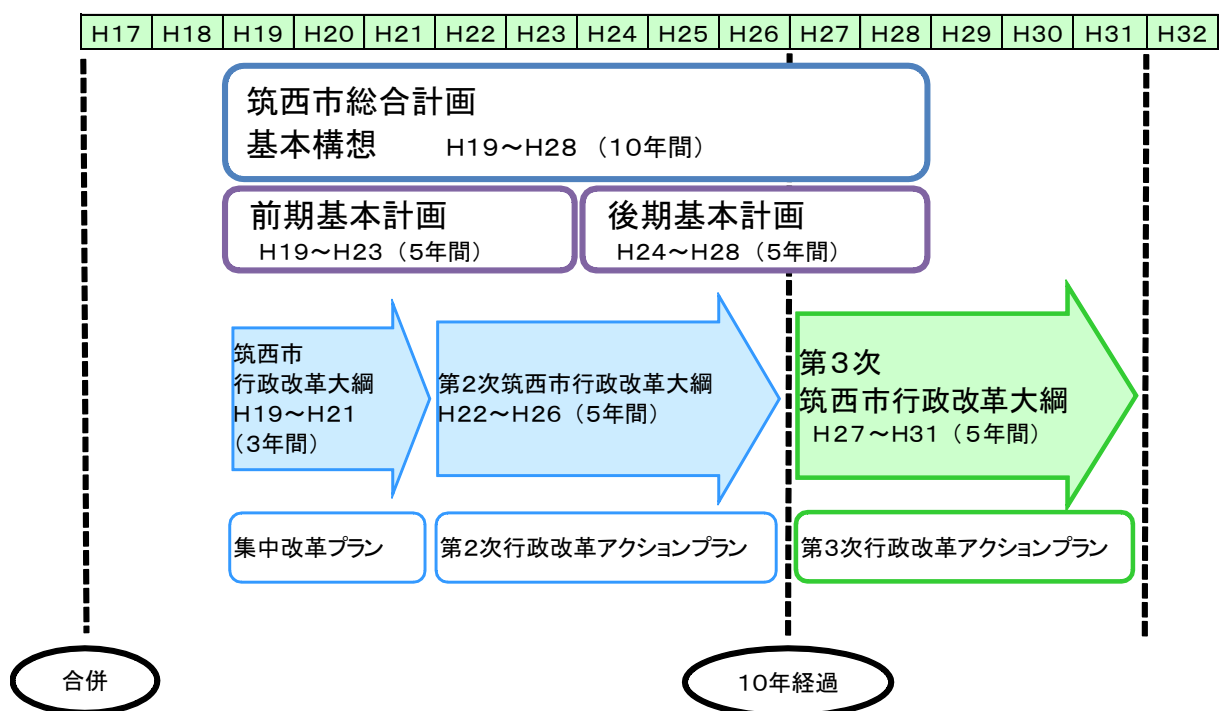 H17 H18 H19 H20 H21 H22 H23 H24 H25 H26 H27 H28 H29 H30 H31 H32
筑西市総合計画
基本構想 H19～H28（10年間）
前期基本計画
H19～H23（5年間）
後期基本計画
H24～H28（5年間）
筑西市
行政改革大綱
H19～H21
（3年間）
第2次筑西市行政改革大綱
H22～H26（5年間）
第3次
筑西市行政改革大綱
H27～H31（5年間）
集中改革プラン
第2次行政改革アクションプラン
第3次行政改革アクションプラン
合併
10年経過